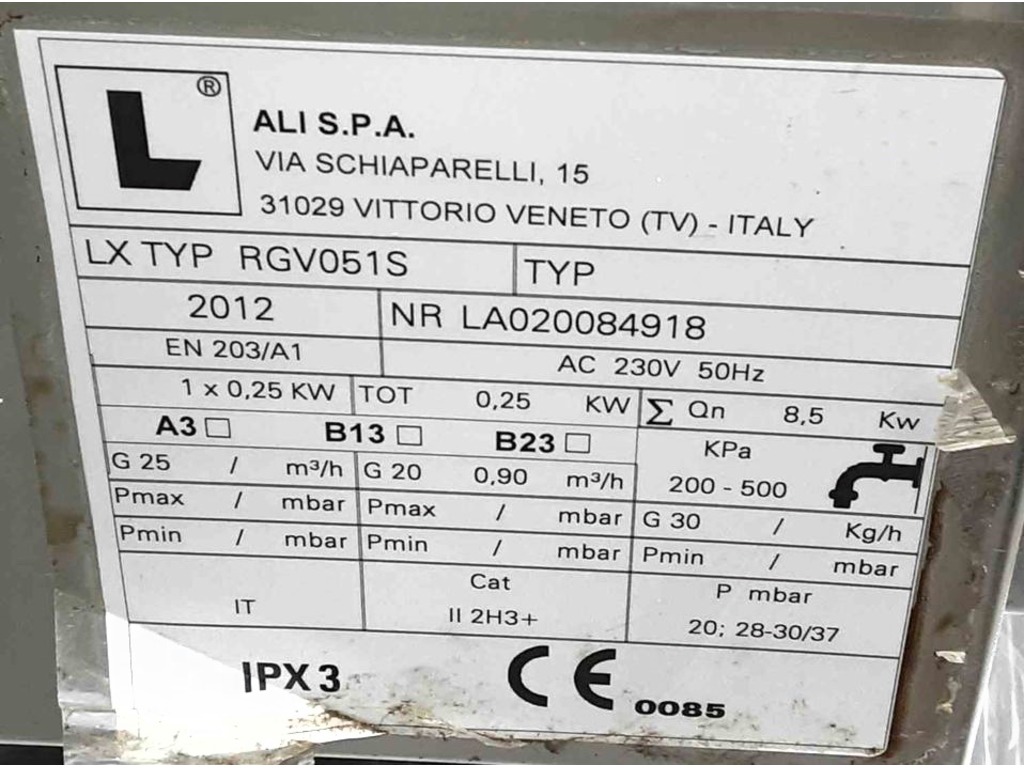 L ®
ALI S.P.A.
VIA SCHIAPARELLI, 15
31029 VITTORIO VENETO (TV) - ITALY
LX TYP RGV051S TYP
2012 NR LA020084918
EN 203/A1 AC 230V 50Hz
1 x 0,25 KW TOT 0,25 KW Σ Qn 8,5 Kw
A3 □ B13 □ B23 □ KPa
200 - 500
G 25 / m³/h G 20 0,90 m³/h
Pmax / mbar Pmax / mbar G 30 / Kg/h
Pmin / mbar Pmin / mbar Pmin / mbar
IT Cat II 2H3+ P mbar
20; 28-30/37
IPX 3 CE 0085